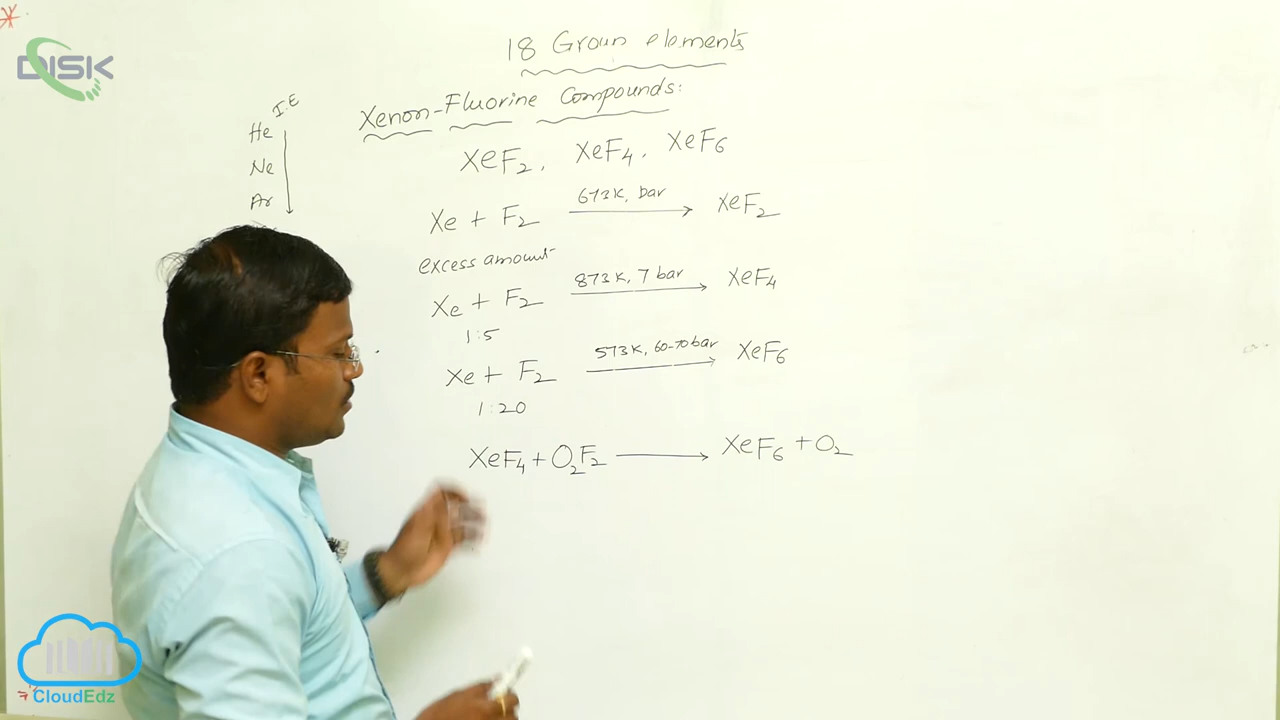 DISK
18 Group elements
I.E
He
Ne
Ar
Xenon-Fluorine Compounds:
XeF2, XeF4, XeF6
Xe + F2 673K, bar XeF2
excess amount
Xe + F2 873K, 7 bar XeF4
1:5
Xe + F2 573K, 60-70bar XeF6
1:20
XeF4 + O2F2 ⟶ XeF6 + O2
CloudEdz